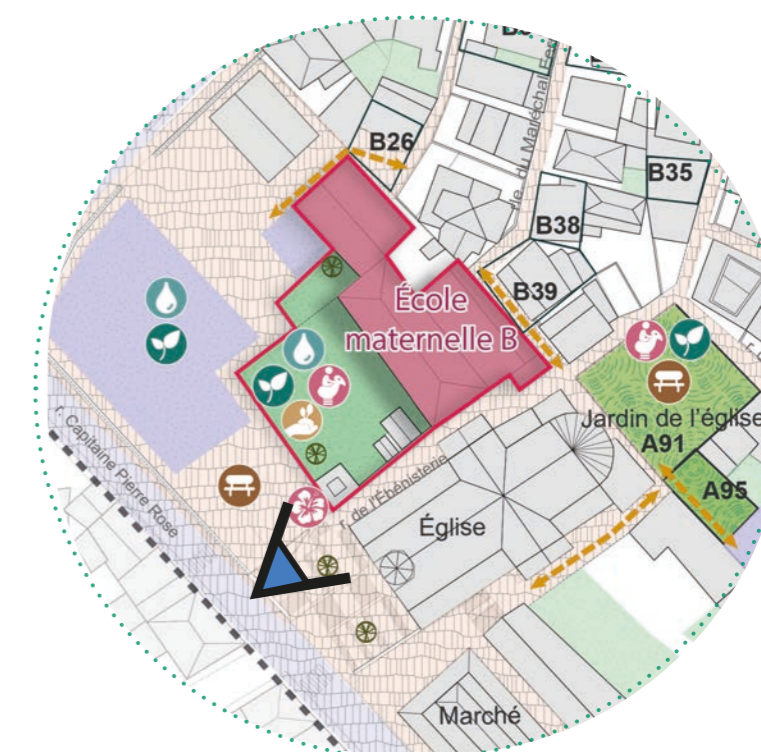 B26
B35
B38
B39
École
maternelle B
Jardin de l'église
A91
A95
r. Capitaine Pierre Rose
r. de l'Ébénisterie
Église
Marché